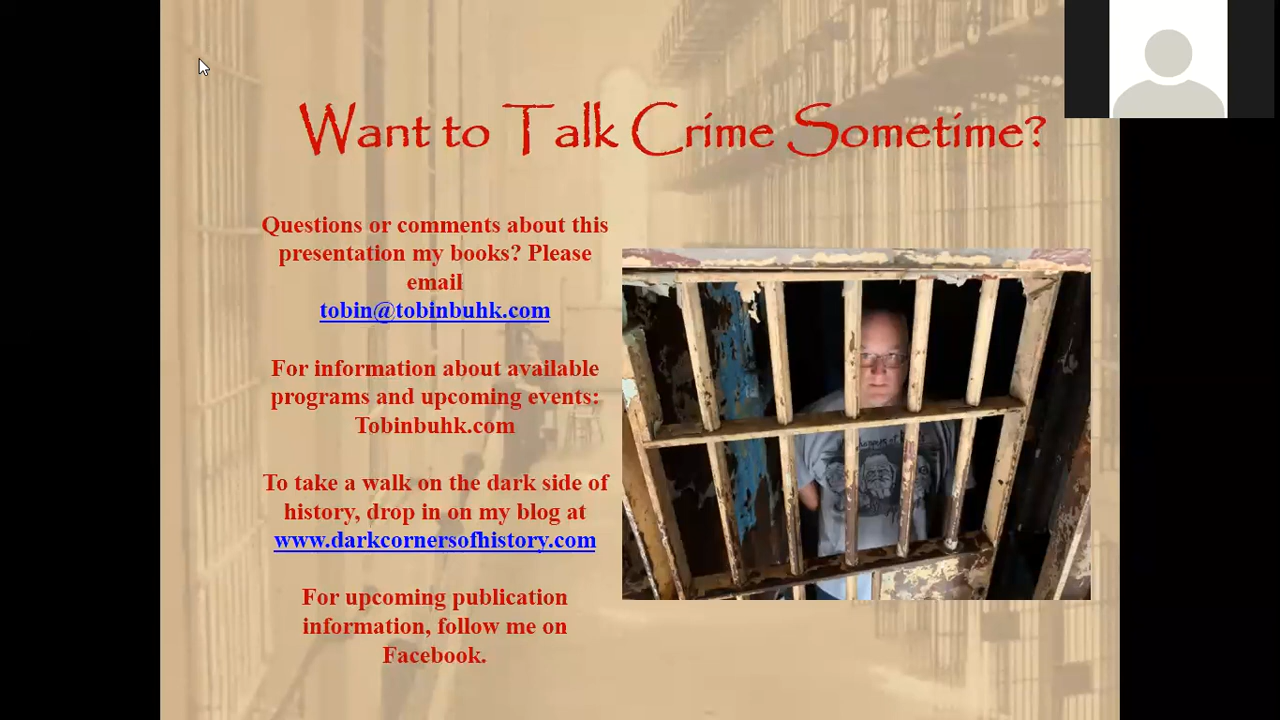 Want to Talk Crime Sometime?
Questions or comments about this
presentation my books? Please
email
tobin@tobinbuhk.com
For information about available
programs and upcoming events:
Tobinbuhk.com
To take a walk on the dark side of
history, drop in on my blog at
www.darkcornersofhistory.com
For upcoming publication
information, follow me on
Facebook.